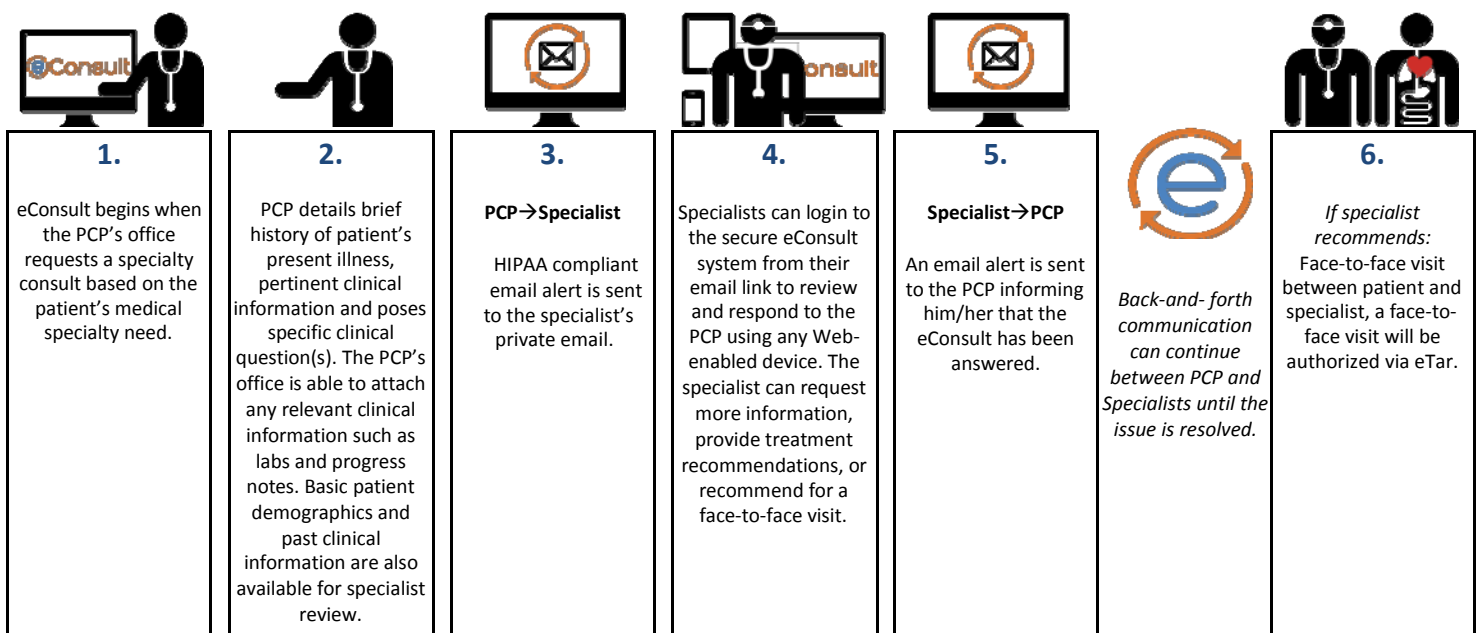 eConsult
onsult
1.
eConsult begins when
the PCP's office
requests a specialty
consult based on the
patient's medical
specialty need.
2.
PCP details brief
history of patient's
present illness,
pertinent clinical
information and poses
specific clinical
question(s). The PCP's
office is able to attach
any relevant clinical
information such as
labs and progress
notes. Basic patient
demographics and
past clinical
information are also
available for specialist
review.
3.
PCP→Specialist
HIPAA compliant
email alert is sent
to the specialist's
private email.
4.
Specialists can login to
the secure eConsult
system from their
email link to review
and respond to the
PCP using any Web-
enabled device. The
specialist can request
more information,
provide treatment
recommendations, or
recommend for a
face-to-face visit.
5.
Specialist→PCP
An email alert is sent
to the PCP informing
him/her that the
eConsult has been
answered.
e
Back-and- forth
communication
can continue
between PCP and
Specialists until the
issue is resolved.
6.
If specialist
recommends:
Face-to-face visit
between patient and
specialist, a face-to-
face visit will be
authorized via eTar.